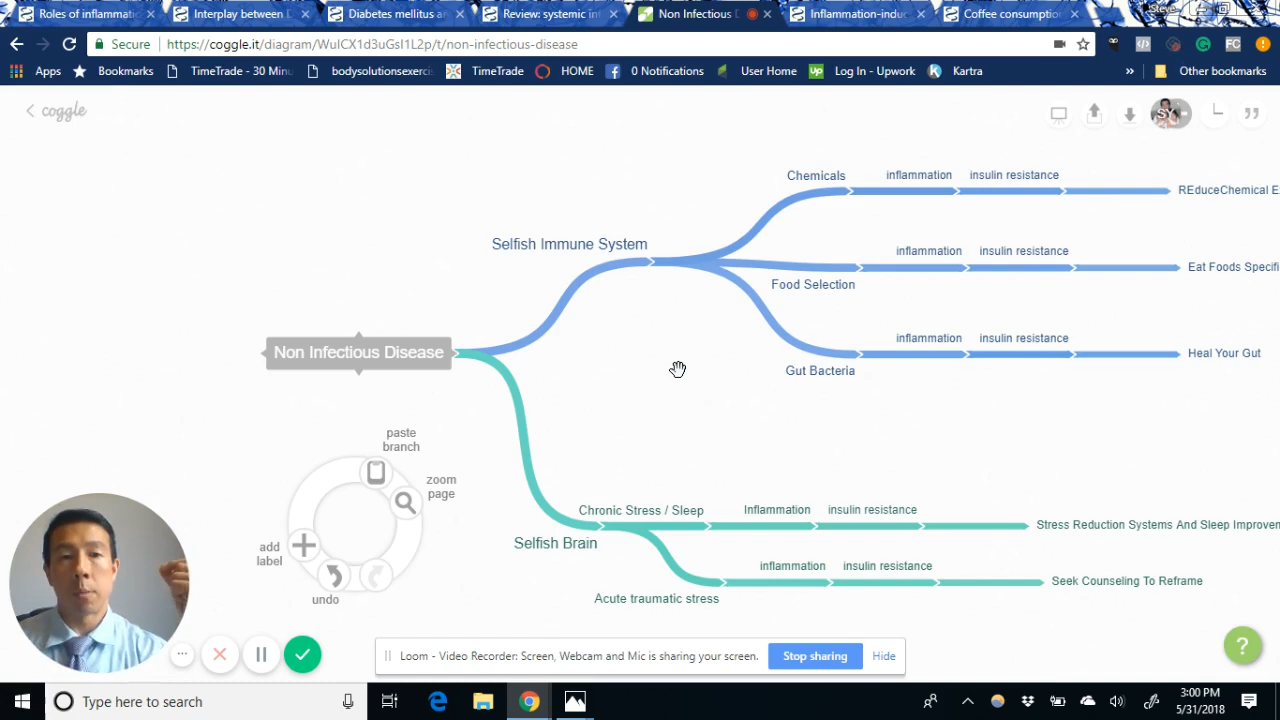 Roles of inflamma
Interplay between D
Diabetes mellitus a
Review: systemic in
Non Infectious D
Inflammation-induc
Coffee consumptio
Steve
Secure
https://coggle.it/diagram/WulCX1d3uGsI1L2p/t/non-infectious-disease
Apps
Bookmarks
TimeTrade - 30 Min
bodysolutionsexerci
TimeTrade
HOME
0 Notifications
User Home
Up
Log In - Upwork
Kartra
»
Other bookmarks
coggle
SY
Chemicals
inflammation
insulin resistance
REduceChemical E
Selfish Immune System
inflammation
insulin resistance
Eat Foods Specifi
Food Selection
inflammation
insulin resistance
Heal Your Gut
Gut Bacteria
Non Infectious Disease
paste
branch
zoom
page
add
label
undo
Chronic Stress / Sleep
Inflammation
insulin resistance
Stress Reduction Systems And Sleep Improven
Selfish Brain
inflammation
insulin resistance
Seek Counseling To Reframe
Acute traumatic stress
Loom - Video Recorder: Screen, Webcam and Mic is sharing your screen.
Stop sharing
Hide
?
Type here to search
3:00 PM
5/31/2018